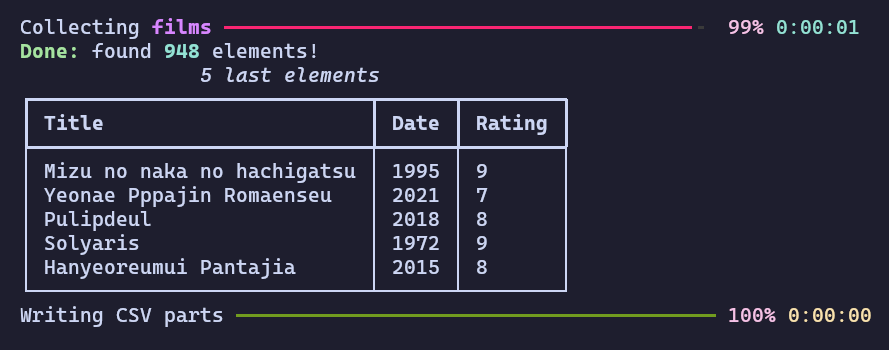 Collecting films 99% 0:00:01
Done: found 948 elements!
5 last elements
Title Date Rating
Mizu no naka no hachigatsu 1995 9
Yeonae Pppajin Romaenseu 2021 7
Pulipdeul 2018 8
Solyaris 1972 9
Hanyeoreumui Pantajia 2015 8
Writing CSV parts 100% 0:00:00